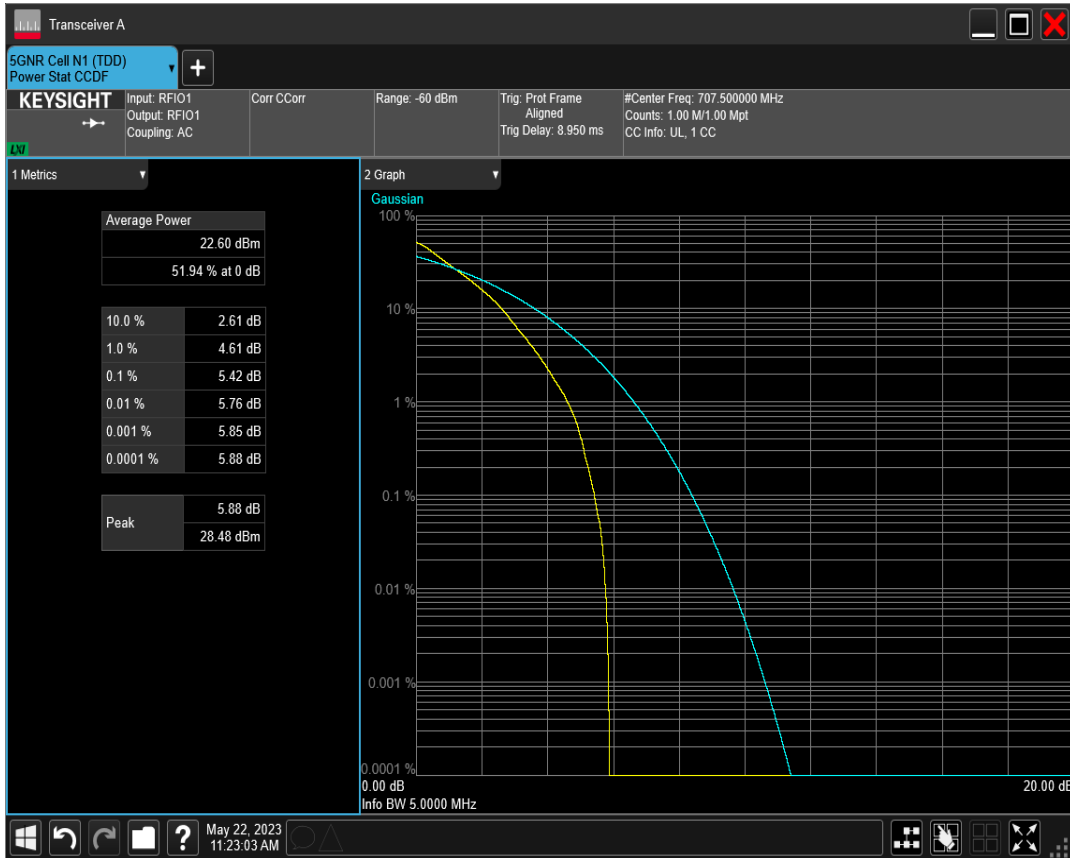 Transceiver A
5GNR Cell N1 (TDD)
Power Stat CCDF
+
KEYSIGHT
LXI
Input: RFIO1
Output: RFIO1
Coupling: AC
Corr CCorr
Range: -60 dBm
Trig: Prot Frame
Aligned
Trig Delay: 8.950 ms
#Center Freq: 707.500000 MHz
Counts: 1.00 M/1.00 Mpt
CC Info: UL, 1 CC
1 Metrics
Average Power
22.60 dBm
51.94 % at 0 dB
10.0 % 2.61 dB
1.0 % 4.61 dB
0.1 % 5.42 dB
0.01 % 5.76 dB
0.001 % 5.85 dB
0.0001 % 5.88 dB
Peak
5.88 dB
28.48 dBm
2 Graph
Gaussian
100 %
10 %
1 %
0.1 %
0.01 %
0.001 %
0.0001 %
0.00 dB
20.00 dB
Info BW 5.0000 MHz
?
May 22, 2023
11:23:03 AM